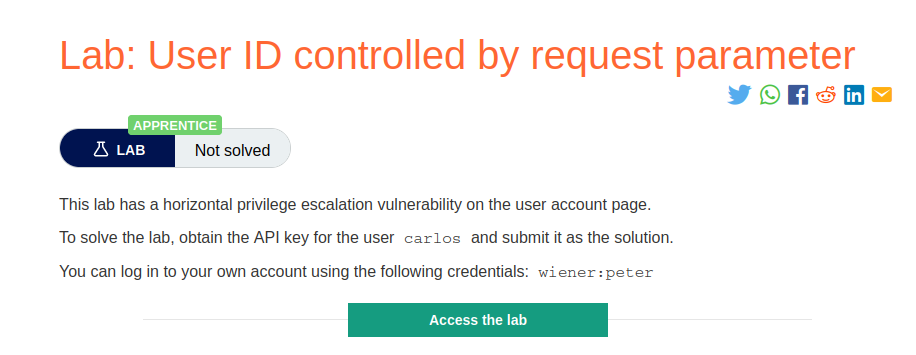 Lab: User ID controlled by request parameter
APPRENTICE
LAB
Not solved
This lab has a horizontal privilege escalation vulnerability on the user account page.
To solve the lab, obtain the API key for the user carlos and submit it as the solution.
You can log in to your own account using the following credentials: wiener:peter
Access the lab